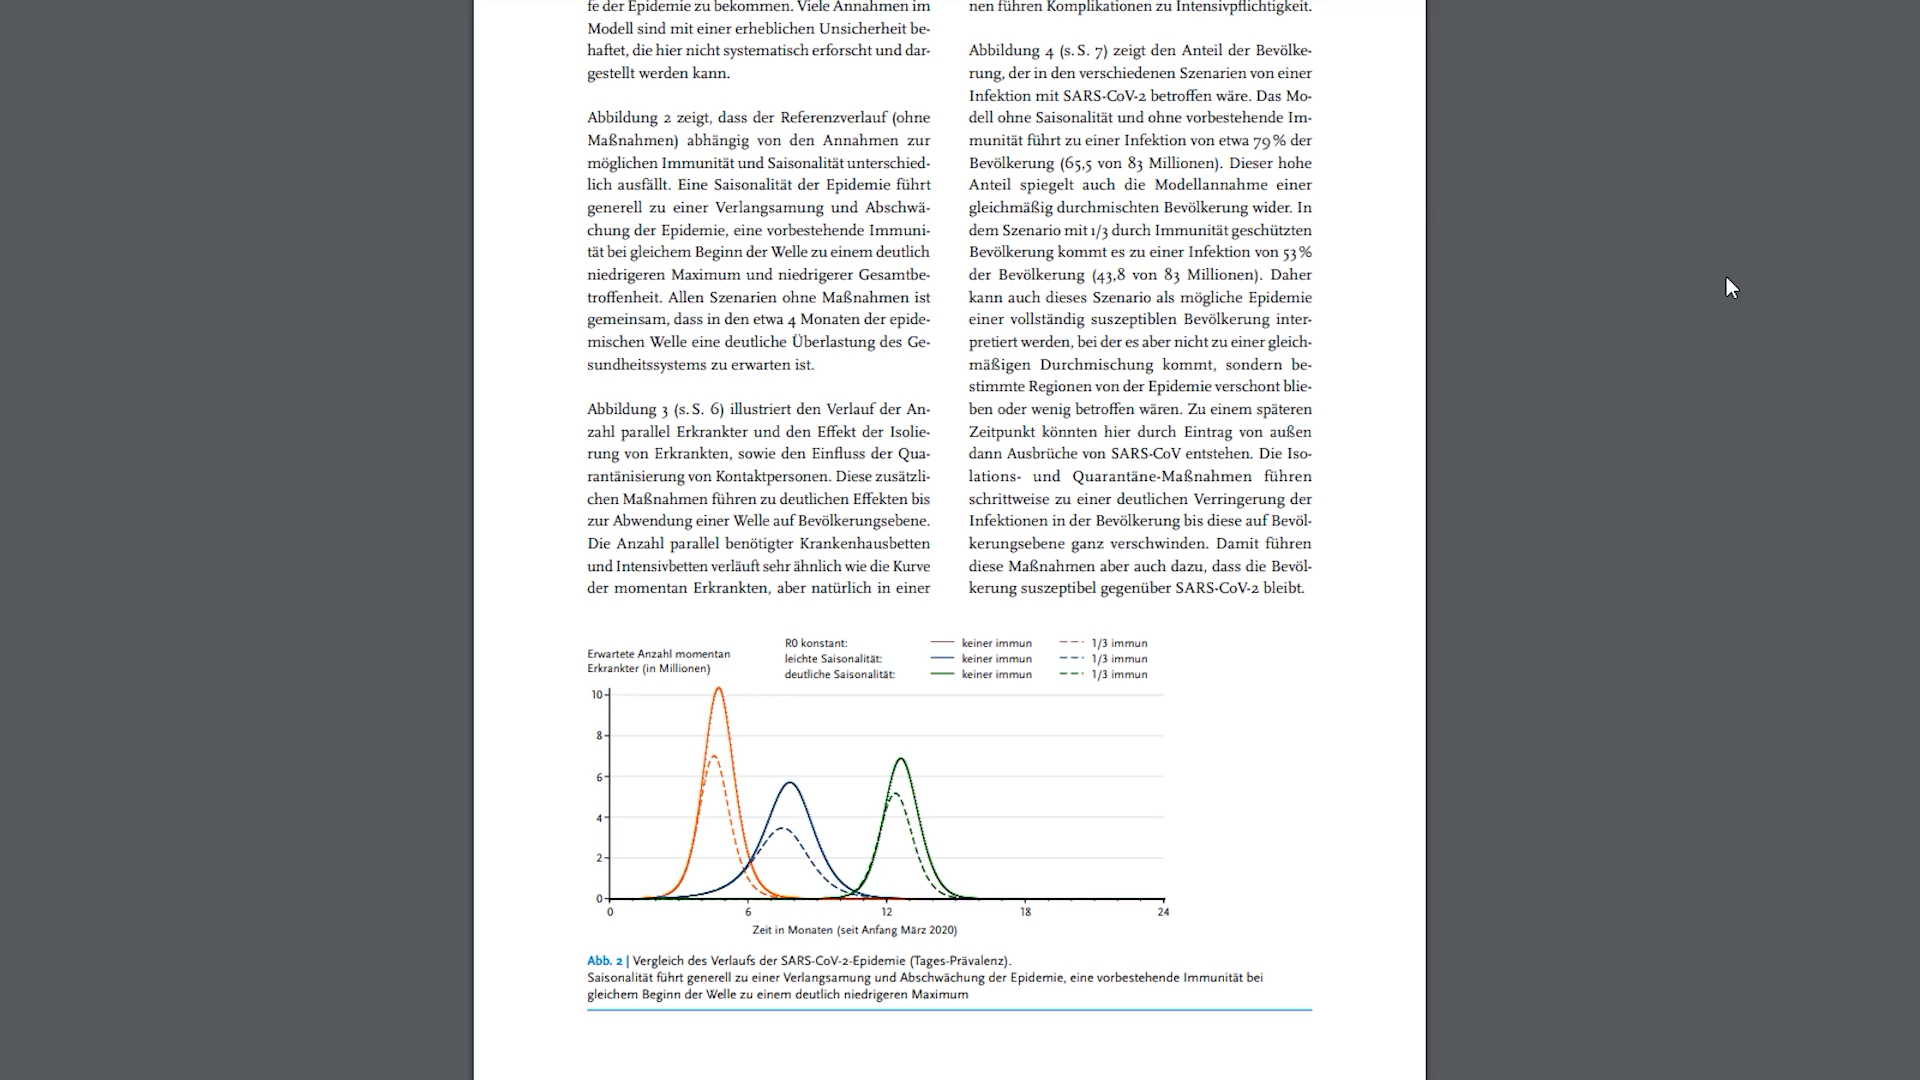 fe der Epidemie zu bekommen. Viele Annahmen im
Modell sind mit einer erheblichen Unsicherheit be-
haftet, die hier nicht systematisch erforscht und dar-
gestellt werden kann.
Abbildung 2 zeigt, dass der Referenzverlauf (ohne
Maßnahmen) abhängig von den Annahmen zur
möglichen Immunität und Saisonalität unterschied-
lich ausfällt. Eine Saisonalität der Epidemie führt
generell zu einer Verlangsamung und Abschwä-
chung der Epidemie, eine vorbestehende Immuni-
tät bei gleichem Beginn der Welle zu einem deutlich
niedrigeren Maximum und niedrigerer Gesamtbe-
troffenheit. Allen Szenarien ohne Maßnahmen ist
gemeinsam, dass in den etwa 4 Monaten der epide-
mischen Welle eine deutliche Überlastung des Ge-
sundheitssystems zu erwarten ist.
Abbildung 3 (s. S. 6) illustriert den Verlauf der An-
zahl parallel Erkrankter und den Effekt der Isolie-
rung von Erkrankten, sowie den Einfluss der Qua-
rantänisierung von Kontaktpersonen. Diese zusätzli-
chen Maßnahmen führen zu deutlichen Effekten bis
zur Abwendung einer Welle auf Bevölkerungsebene.
Die Anzahl parallel benötigter Krankenhausbetten
und Intensivbetten verläuft sehr ähnlich wie die Kurve
der momentan Erkrankten, aber natürlich in einer
nen führen Komplikationen zu Intensivpflichtigkeit.
Abbildung 4 (s. S. 7) zeigt den Anteil der Bevölke-
rung, der in den verschiedenen Szenarien von einer
Infektion mit SARS-CoV-2 betroffen wäre. Das Mo-
dell ohne Saisonalität und ohne vorbestehende Im-
munität führt zu einer Infektion von etwa 79 % der
Bevölkerung (65,5 von 83 Millionen). Dieser hohe
Anteil spiegelt auch die Modellannahme einer
gleichmäßig durchmischten Bevölkerung wider. In
dem Szenario mit 1/3 durch Immunität geschützten
Bevölkerung kommt es zu einer Infektion von 53 %
der Bevölkerung (43,8 von 83 Millionen). Daher
kann auch dieses Szenario als mögliche Epidemie
einer vollständig suszeptiblen Bevölkerung inter-
pretiert werden, bei der es aber nicht zu einer gleich-
mäßigen Durchmischung kommt, sondern be-
stimmte Regionen von der Epidemie verschont blie-
ben oder wenig betroffen wären. Zu einem späteren
Zeitpunkt könnten hier durch Eintrag von außen
dann Ausbrüche von SARS-CoV entstehen. Die Iso-
lations- und Quarantäne-Maßnahmen führen
schrittweise zu einer deutlichen Verringerung der
Infektionen in der Bevölkerung bis diese auf Bevöl-
kerungsebene ganz verschwinden. Damit führen
diese Maßnahmen aber auch dazu, dass die Bevöl-
kerung suszeptibel gegenüber SARS-CoV-2 bleibt.
Erwartete Anzahl momentan
Erkrankter (in Millionen)
R0 konstant: keiner immun 1/3 immun
leichte Saisonalität: keiner immun 1/3 immun
deutliche Saisonalität: keiner immun 1/3 immun
10
8
6
4
2
0
0 6 12 18 24
Zeit in Monaten (seit Anfang März 2020)
Abb. 2 | Vergleich des Verlaufs der SARS-CoV-2-Epidemie (Tages-Prävalenz).
Saisonalität führt generell zu einer Verlangsamung und Abschwächung der Epidemie, eine vorbestehende Immunität bei
gleichem Beginn der Welle zu einem deutlich niedrigeren Maximum